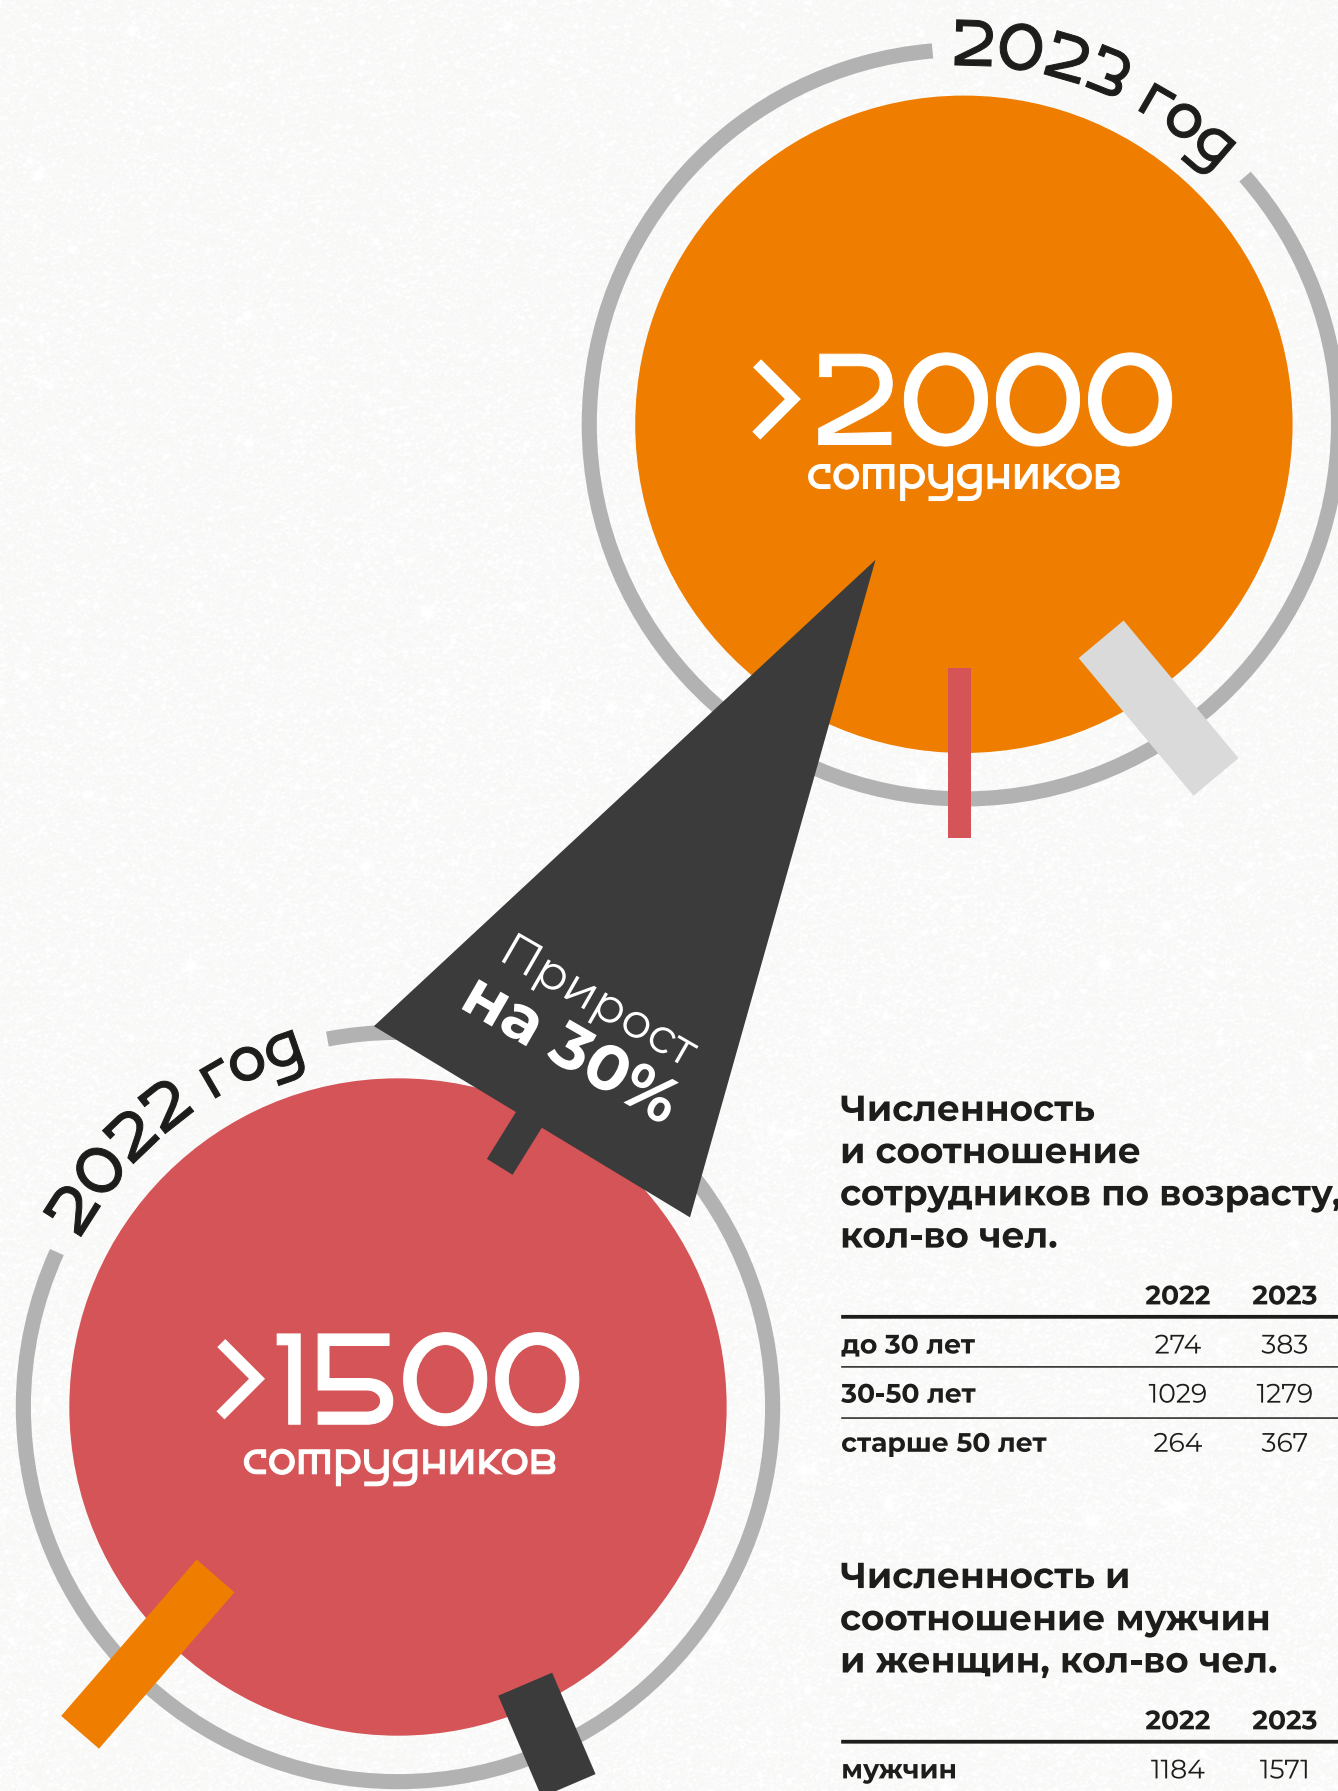 2023 год
>2000
сотрудников
Прирост
на 30%
2022 год
>1500
сотрудников
Численность
и соотношение
сотрудников по возрасту,
кол-во чел.
2022 2023
до 30 лет 274 383
30-50 лет 1029 1279
старше 50 лет 264 367
Численность и
соотношение мужчин
и женщин, кол-во чел.
2022 2023
мужчин 1184 1571